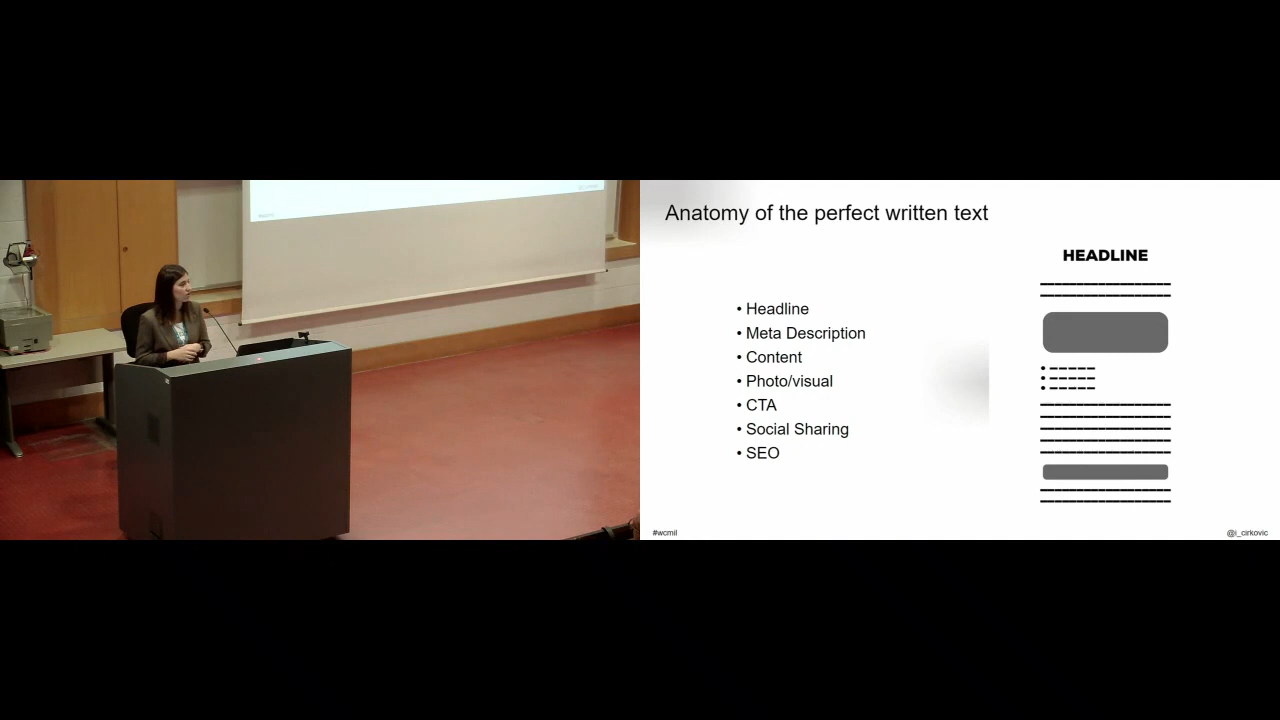 Anatomy of the perfect written text
• Headline
• Meta Description
• Content
• Photo/visual
• CTA
• Social Sharing
• SEO
HEADLINE
#wcmil
@i_cirkovic